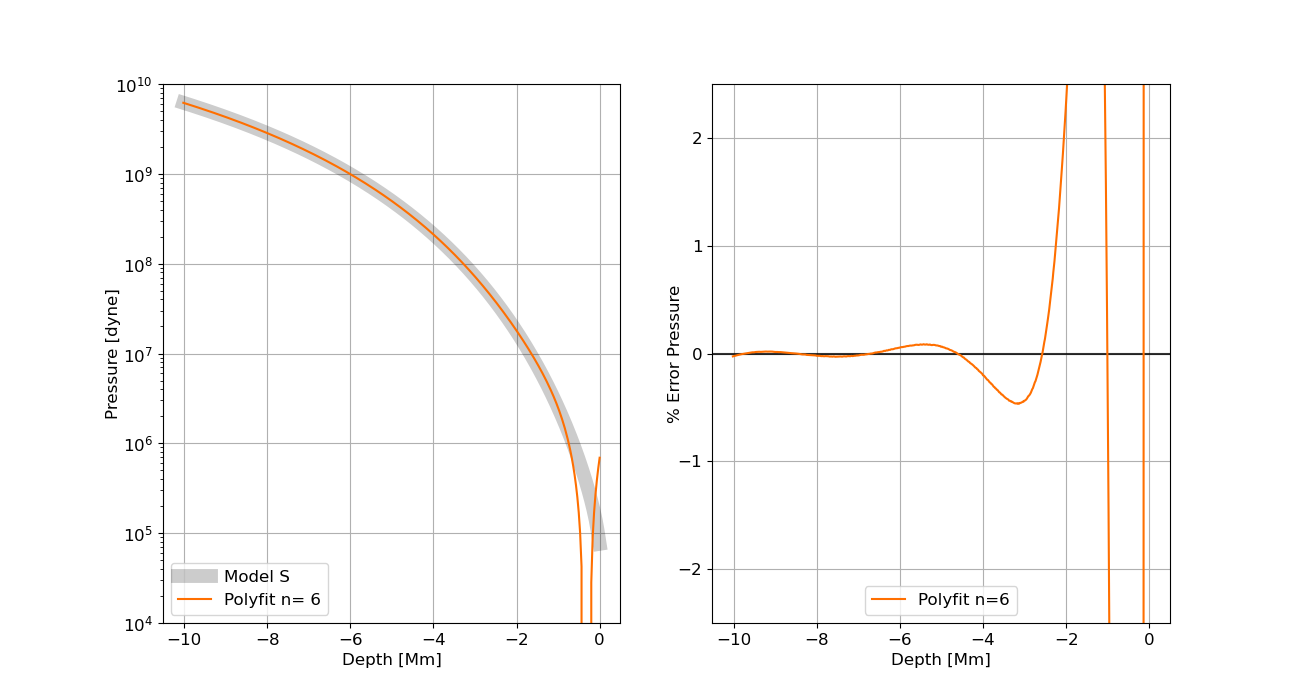 10^10
10^9
10^8
10^7
10^6
10^5
10^4
Pressure [dyne]
Model S
Polyfit n= 6
−10 −8 −6 −4 −2 0
Depth [Mm]
2
1
0
−1
−2
% Error Pressure
Polyfit n=6
−10 −8 −6 −4 −2 0
Depth [Mm]